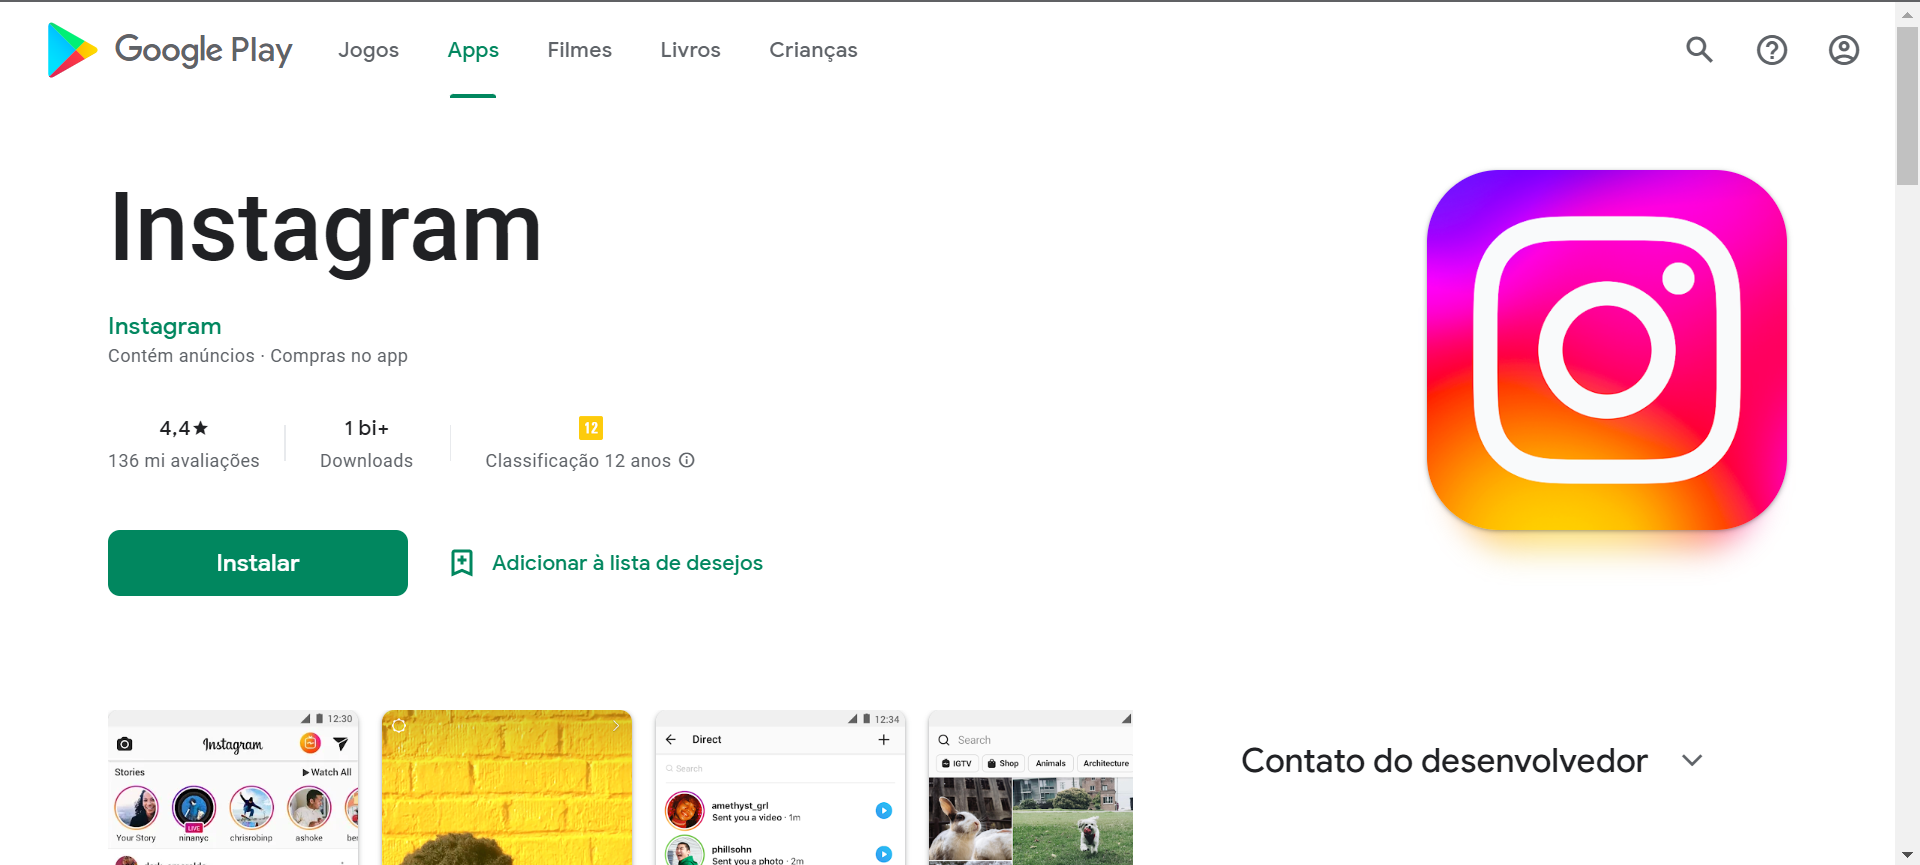 Google Play Jogos Apps Filmes Livros Crianças
Instagram
Instagram
Contém anúncios · Compras no app
4,4★ 1 bi+ 12
136 mi avaliações Downloads Classificação 12 anos
Instalar Adicionar à lista de desejos
12:30
Instagram
Stories Watch All
LIVE
Your Story ninanyc chrisrobinp ashoke
12:34
Direct
Search
amethyst_grl
Sent you a video · 1m
phillsohn
Sent you a photo · 2m
Search
IGTV Shop Animals Architecture
Contato do desenvolvedor